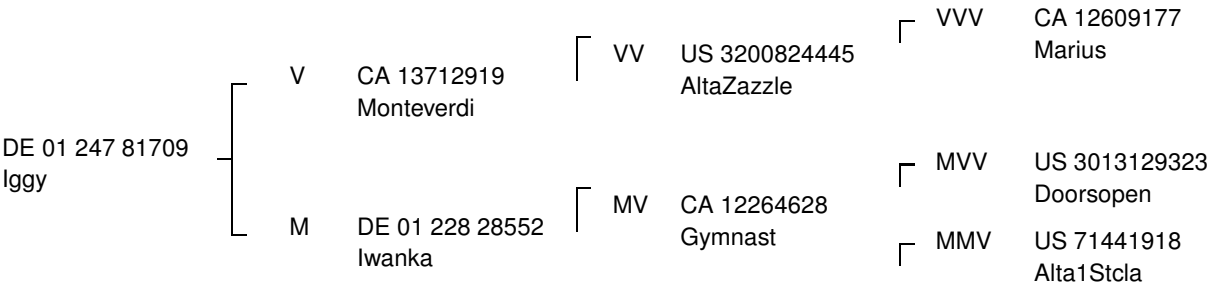 DE 01 247 81709
Iggy
V CA 13712919
Monteverdi
M DE 01 228 28552
Iwanka
VV US 3200824445
AltaZazzle
MV CA 12264628
Gymnast
VVV CA 12609177
Marius
MVV US 3013129323
Doorsopen
MMV US 71441918
Alta1Stcla